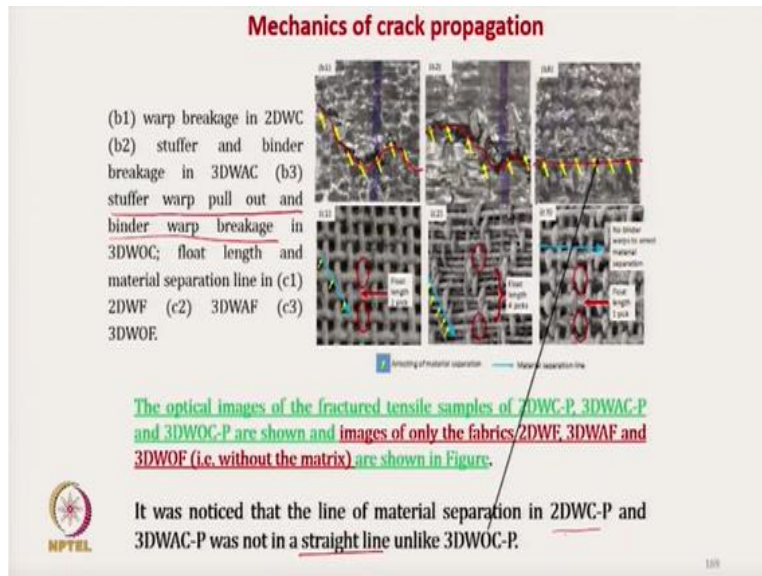 Mechanics of crack propagation
(b1) warp breakage in 2DWC
(b2) stuffer and binder
breakage in 3DWAC (b3)
stuffer warp pull out and
binder warp breakage in
3DWOC; float length and
material separation line in (c1)
2DWF (c2) 3DWAF (c3)
3DWOF.
(b1)
(b2)
(b3)
(c1)
(c2)
(c3)
Float
length
1 pick
Float
length
4 picks
No binder
warps to arrest
material
separation
Float
length
1 pick
Arresting of material separation
Material separation line
The optical images of the fractured tensile samples of 2DWC-P, 3DWAC-P
and 3DWOC-P are shown and images of only the fabrics 2DWF, 3DWAF and
3DWOF (i.e. without the matrix) are shown in Figure.
It was noticed that the line of material separation in 2DWC-P and
3DWAC-P was not in a straight line unlike 3DWOC-P.
NPTEL
169